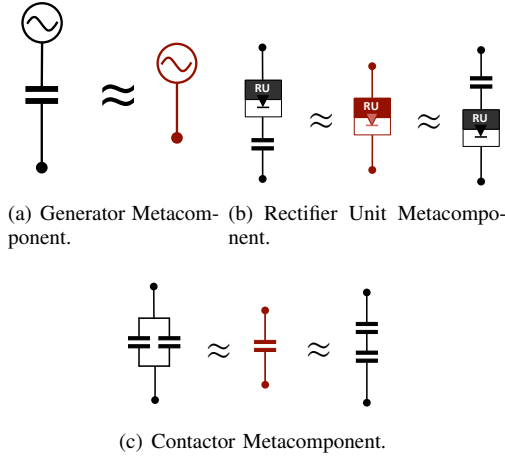 RU
RU
RU
(a) Generator Metacom-
ponent.
(b) Rectifier Unit Metacompo-
nent.
(c) Contactor Metacomponent.